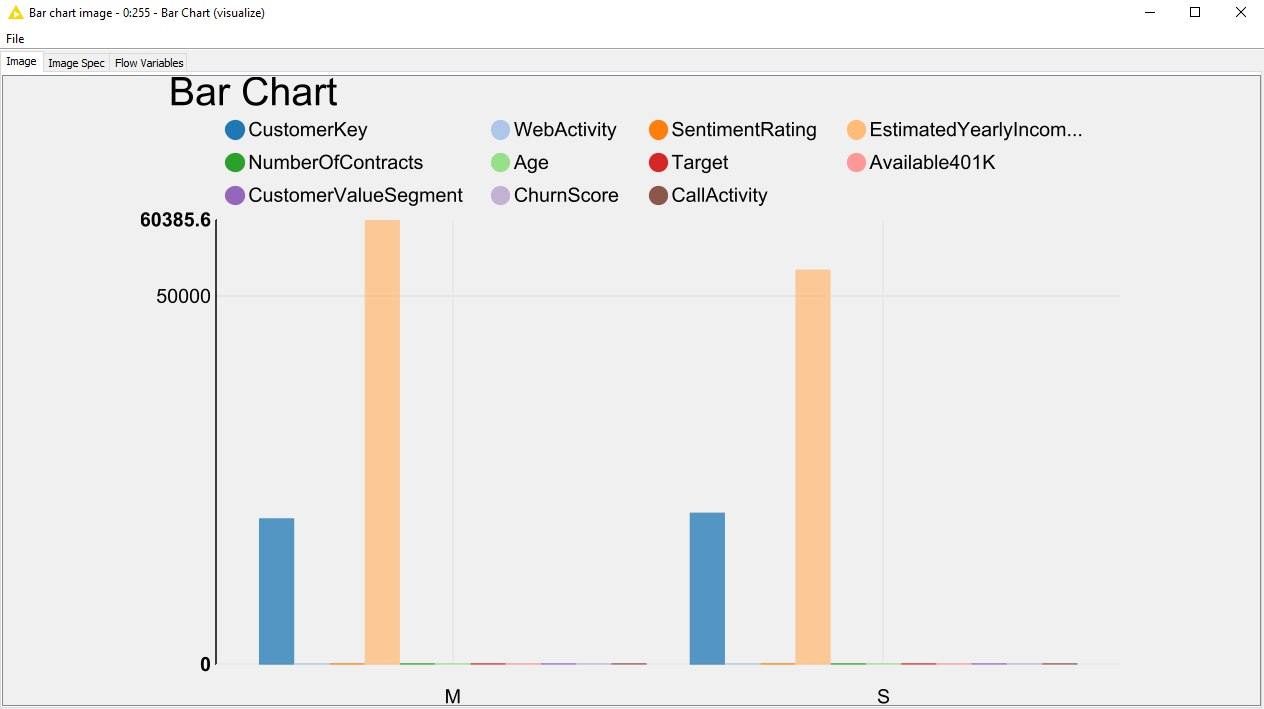 Bar chart image - 0:255 - Bar Chart (visualize)
File
Image Image Spec Flow Variables
Bar Chart
CustomerKey WebActivity SentimentRating EstimatedYearlyIncom...
NumberOfContracts Age Target Available401K
CustomerValueSegment ChurnScore CallActivity
60385.6
50000
0
M S